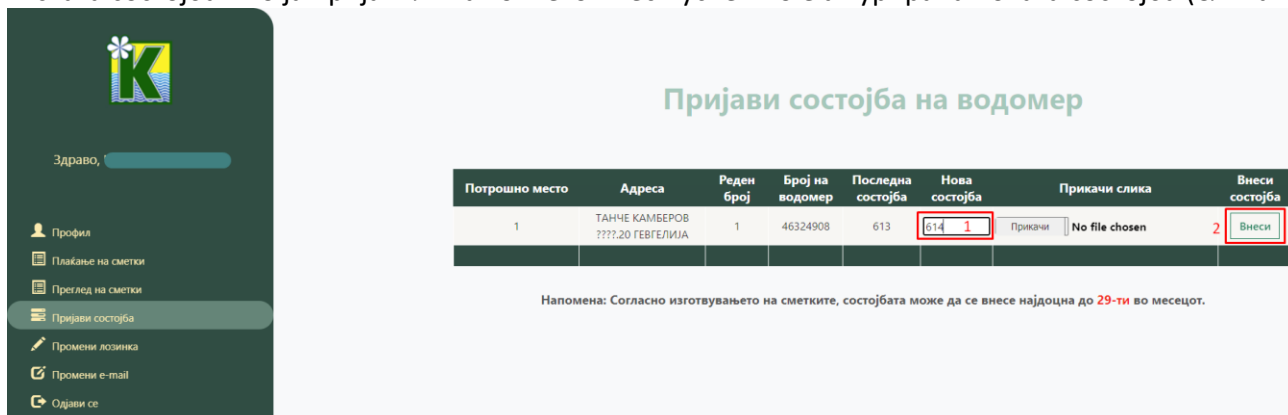 К
Здраво,
Профил
Плаќање на сметки
Преглед на сметки
Пријави состојба
Промени лозинка
Промени e-mail
Одјави се
Пријави состојба на водомер
Потрошно место Адреса Реден број Број на водомер Последна состојба Нова состојба Прикачи слика Внеси состојба
1 ТАНЧЕ КАМБЕРОВ ????.20 ГЕВГЕЛИЈА 1 46324908 613 614 1 Прикачи No file chosen 2 Внеси
Напомена: Согласно изготвувањето на сметките, состојбата може да се внесе најдоцна до 29-ти во месецот.